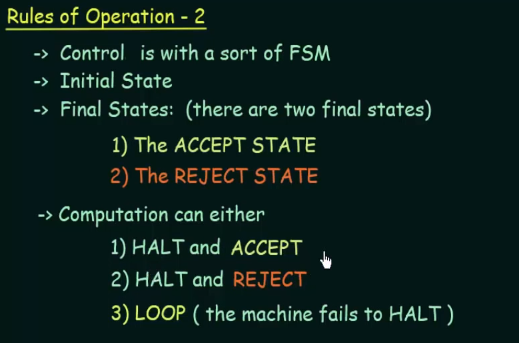 Rules of Operation - 2
-> Control is with a sort of FSM
-> Initial State
-> Final States: (there are two final states)
1) The ACCEPT STATE
2) The REJECT STATE
-> Computation can either
1) HALT and ACCEPT
2) HALT and REJECT
3) LOOP ( the machine fails to HALT )